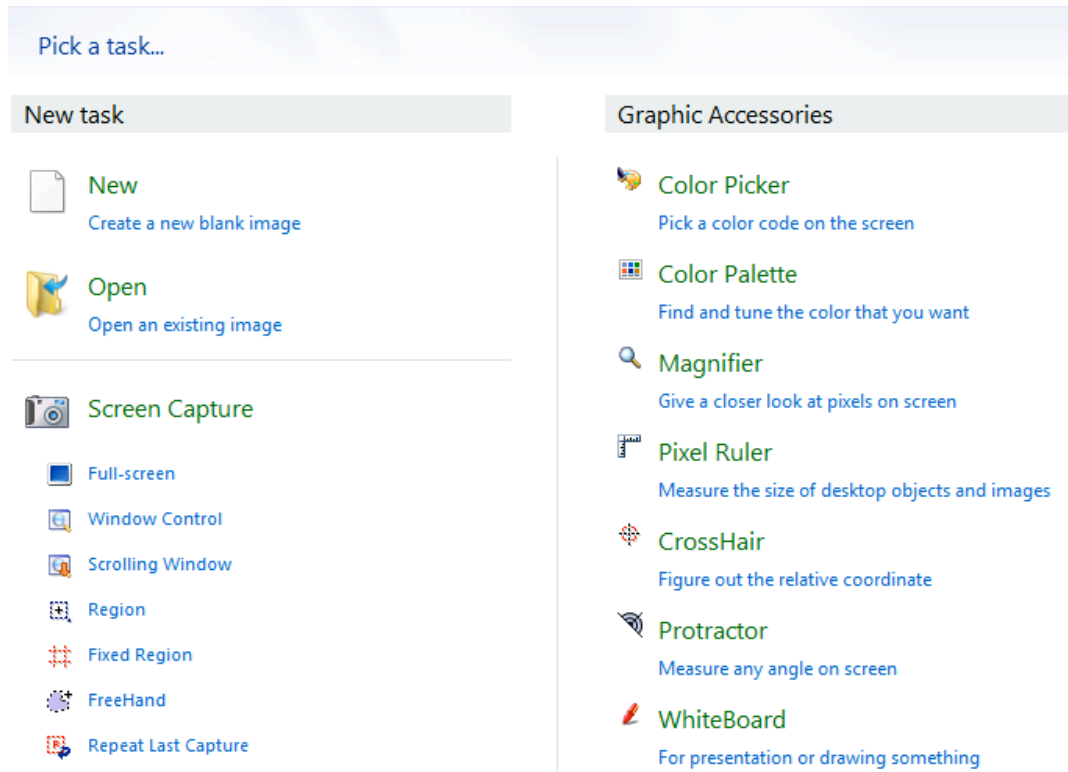 Pick a task...
New task
New
Create a new blank image
Open
Open an existing image
Screen Capture
Full-screen
Window Control
Scrolling Window
Region
Fixed Region
FreeHand
Repeat Last Capture
Graphic Accessories
Color Picker
Pick a color code on the screen
Color Palette
Find and tune the color that you want
Magnifier
Give a closer look at pixels on screen
Pixel Ruler
Measure the size of desktop objects and images
CrossHair
Figure out the relative coordinate
Protractor
Measure any angle on screen
WhiteBoard
For presentation or drawing something